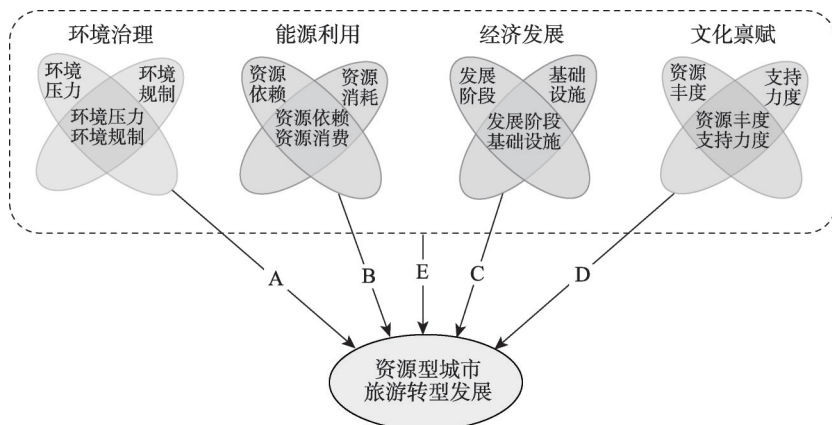 环境治理
能源利用
经济发展
文化禀赋
环境
压力
环境
规制
环境压力
环境规制
资源
依赖
资源
消耗
资源依赖
资源消费
发展
阶段
基础
设施
发展阶段
基础设施
资源
丰度
支持
力度
资源丰度
支持力度
A
B
E
C
D
资源型城市
旅游转型发展